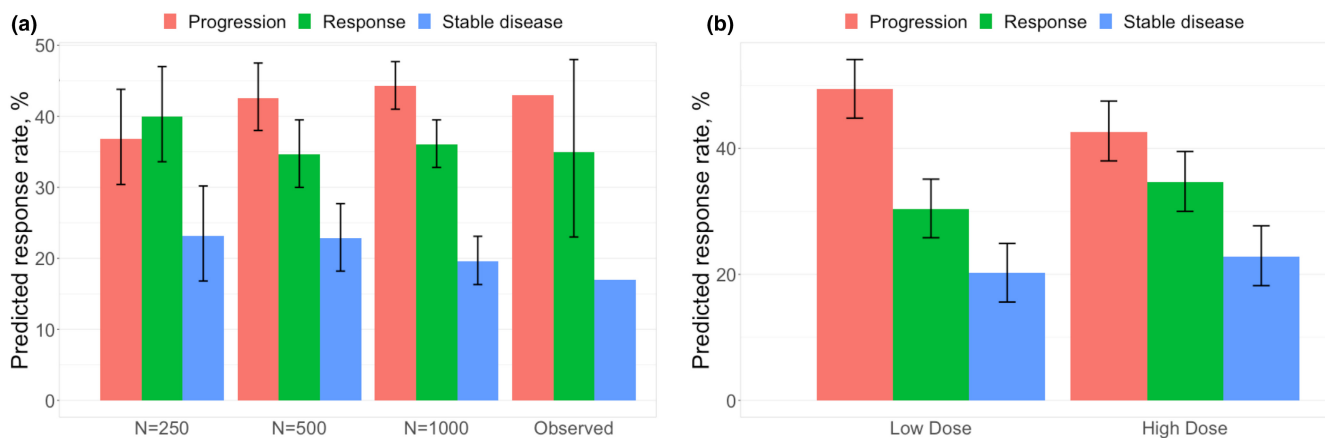 (a)
Progression Response Stable disease
Predicted response rate, %
50
40
30
20
10
0
N=250 N=500 N=1000 Observed
(b)
Progression Response Stable disease
Predicted response rate, %
40
20
0
Low Dose High Dose